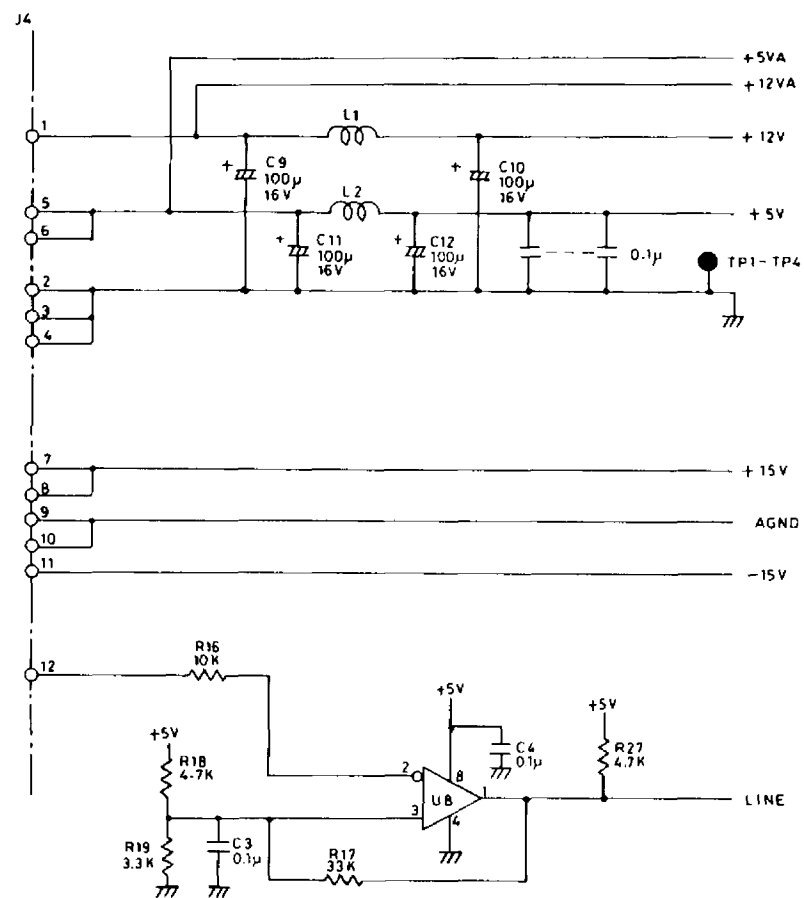 J4
+5VA
+12VA
1
L1
+12V
+
C9
100µ
16V
+
C10
100µ
16V
5
L2
+5V
6
+
C11
100µ
16V
+
C12
100µ
16V
0.1µ
TP1-TP4
2
3
4
7
+15V
8
9
AGND
10
11
-15V
12
R16
10K
+5V
+5V
+5V
R18
4.7K
C4
0.1µ
R27
4.7K
2
8
U8
1
LINE
3
4
R19
3.3K
C3
0.1µ
R17
33K